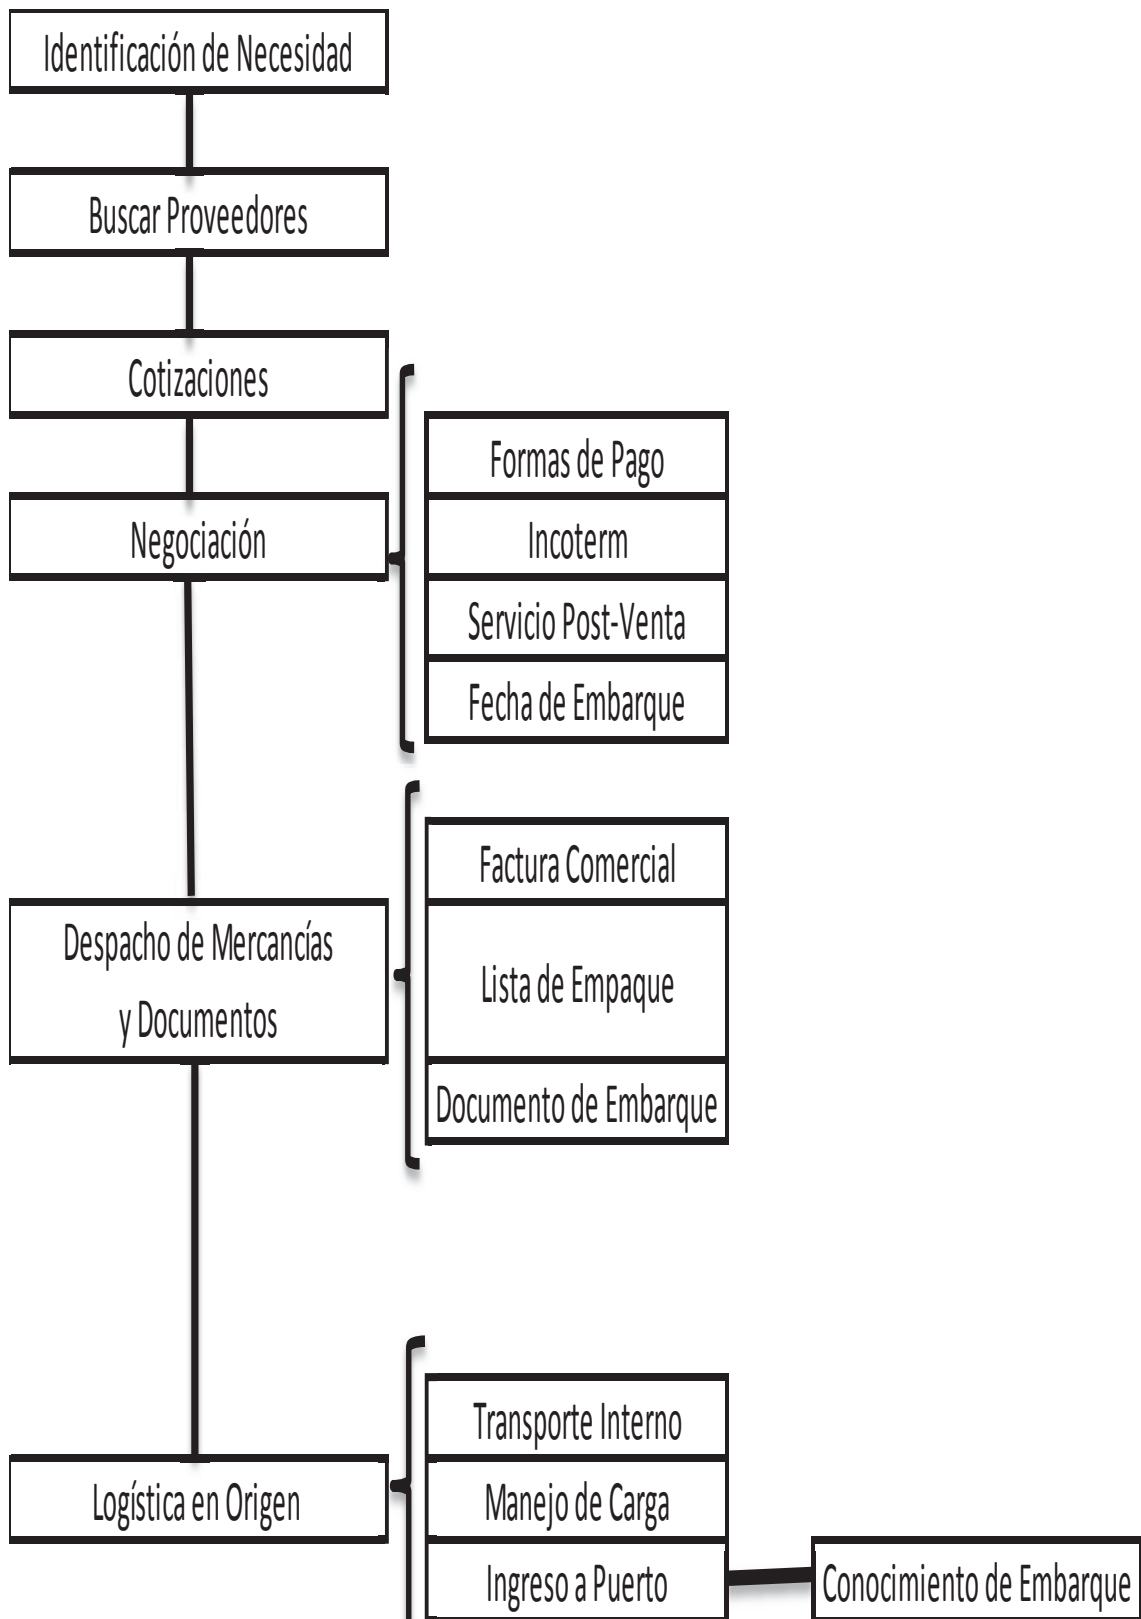 Identificación de Necesidad
Buscar Proveedores
Cotizaciones
Negociación
Formas de Pago
Incoterm
Servicio Post-Venta
Fecha de Embarque
Despacho de Mercancías
y Documentos
Factura Comercial
Lista de Empaque
Documento de Embarque
Logística en Origen
Transporte Interno
Manejo de Carga
Ingreso a Puerto
Conocimiento de Embarque